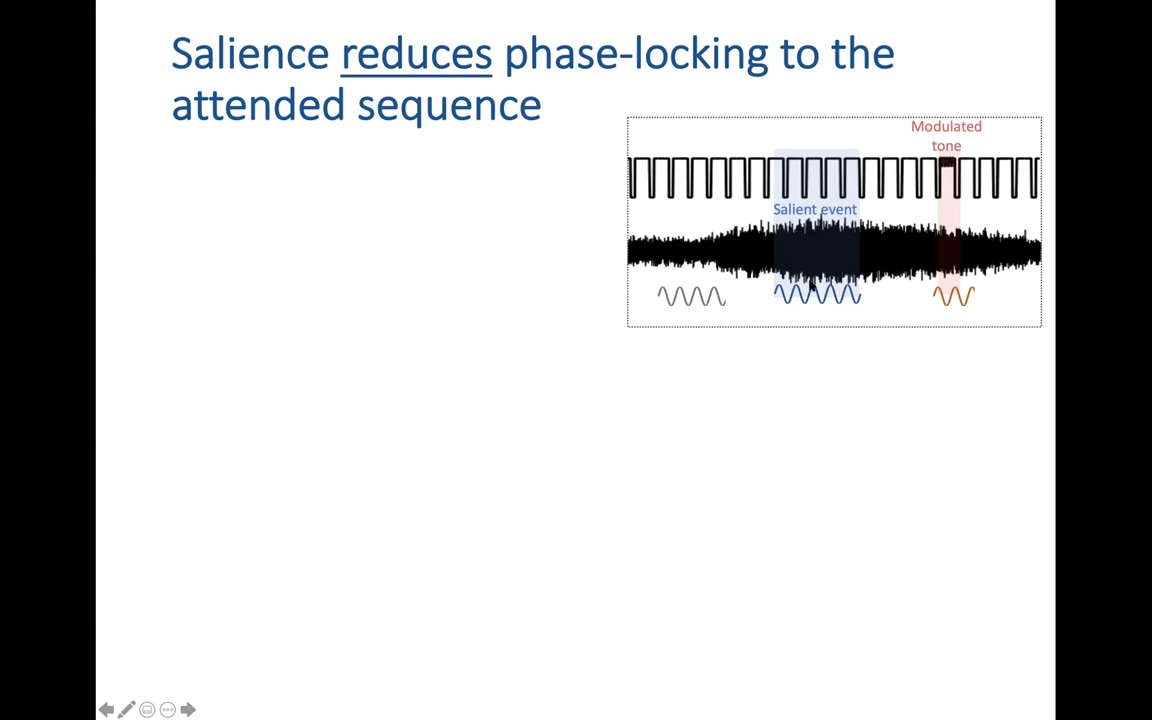 Salience reduces phase-locking to the
attended sequence
Modulated
tone
Salient event